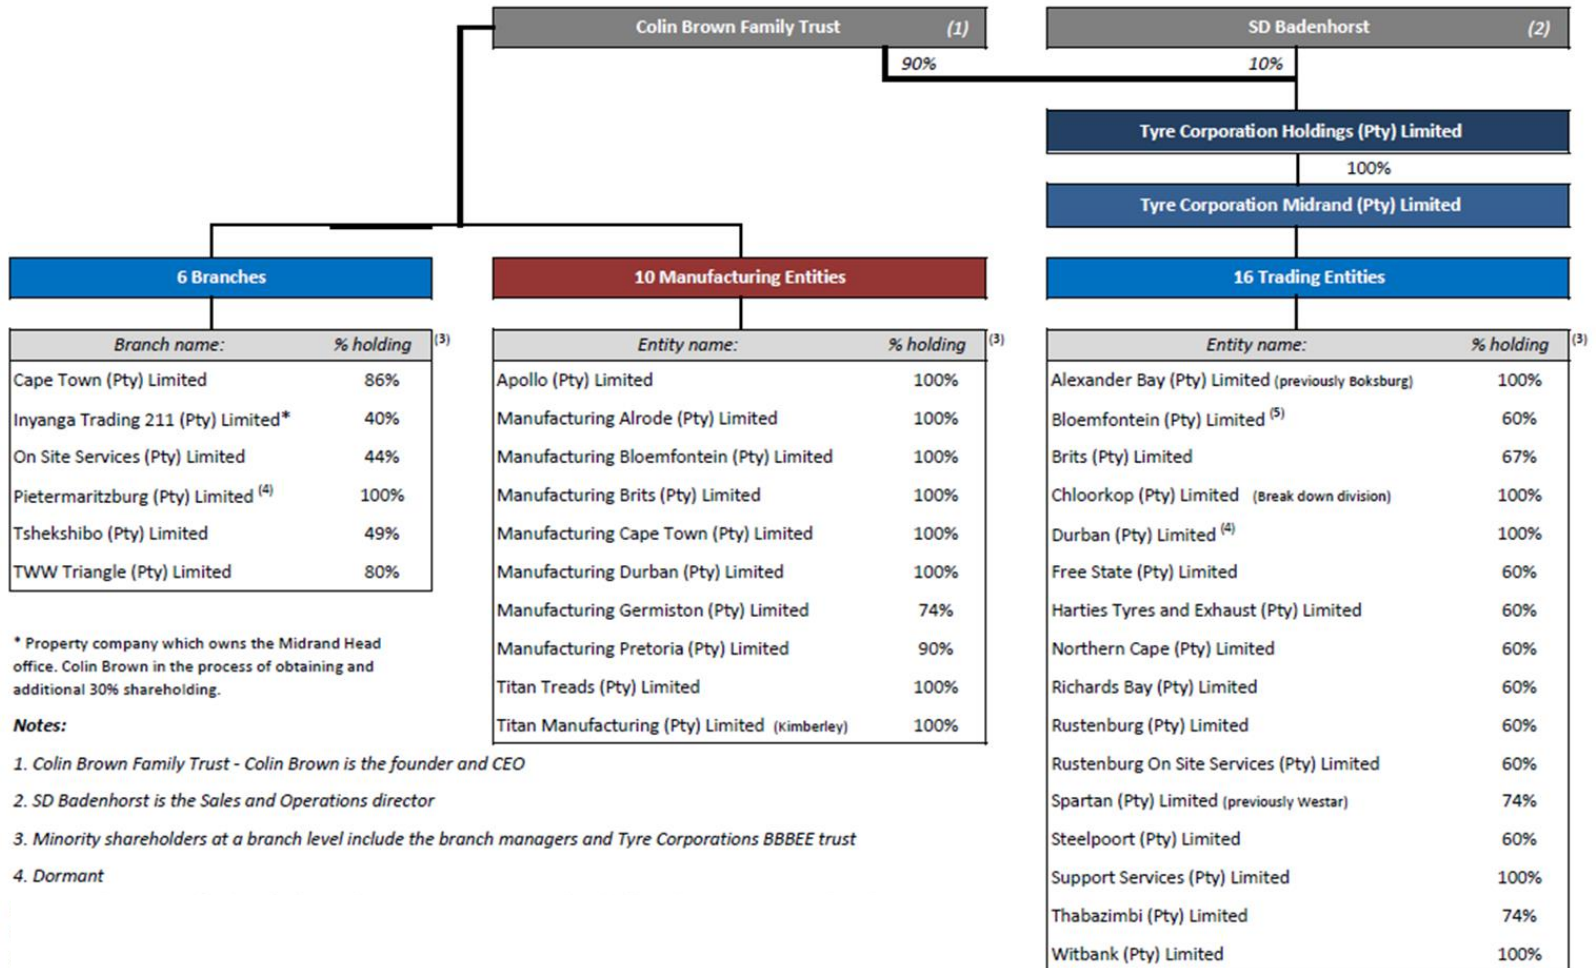 Colin Brown Family Trust (1)
SD Badenhorst (2)
90%
10%
Tyre Corporation Holdings (Pty) Limited
100%
Tyre Corporation Midrand (Pty) Limited
6 Branches
Branch name: % holding (3)
Cape Town (Pty) Limited 86%
Inyanga Trading 211 (Pty) Limited* 40%
On Site Services (Pty) Limited 44%
Pietermaritzburg (Pty) Limited (4) 100%
Tshekshibo (Pty) Limited 49%
TWW Triangle (Pty) Limited 80%
* Property company which owns the Midrand Head
office. Colin Brown in the process of obtaining and
additional 30% shareholding.
10 Manufacturing Entities
Entity name: % holding (3)
Apollo (Pty) Limited 100%
Manufacturing Alrode (Pty) Limited 100%
Manufacturing Bloemfontein (Pty) Limited 100%
Manufacturing Brits (Pty) Limited 100%
Manufacturing Cape Town (Pty) Limited 100%
Manufacturing Durban (Pty) Limited 100%
Manufacturing Germiston (Pty) Limited 74%
Manufacturing Pretoria (Pty) Limited 90%
Titan Treads (Pty) Limited 100%
Titan Manufacturing (Pty) Limited (Kimberley) 100%
16 Trading Entities
Entity name: % holding (3)
Alexander Bay (Pty) Limited (previously Boksburg) 100%
Bloemfontein (Pty) Limited (5) 60%
Brits (Pty) Limited 67%
Chloorkop (Pty) Limited (Break down division) 100%
Durban (Pty) Limited (4) 100%
Free State (Pty) Limited 60%
Harties Tyres and Exhaust (Pty) Limited 60%
Northern Cape (Pty) Limited 60%
Richards Bay (Pty) Limited 60%
Rustenburg (Pty) Limited 60%
Rustenburg On Site Services (Pty) Limited 60%
Spartan (Pty) Limited (previously Westar) 74%
Steelpoort (Pty) Limited 60%
Support Services (Pty) Limited 100%
Thabazimbi (Pty) Limited 74%
Witbank (Pty) Limited 100%
Notes:
1. Colin Brown Family Trust - Colin Brown is the founder and CEO
2. SD Badenhorst is the Sales and Operations director
3. Minority shareholders at a branch level include the branch managers and Tyre Corporations BBBEE trust
4. Dormant